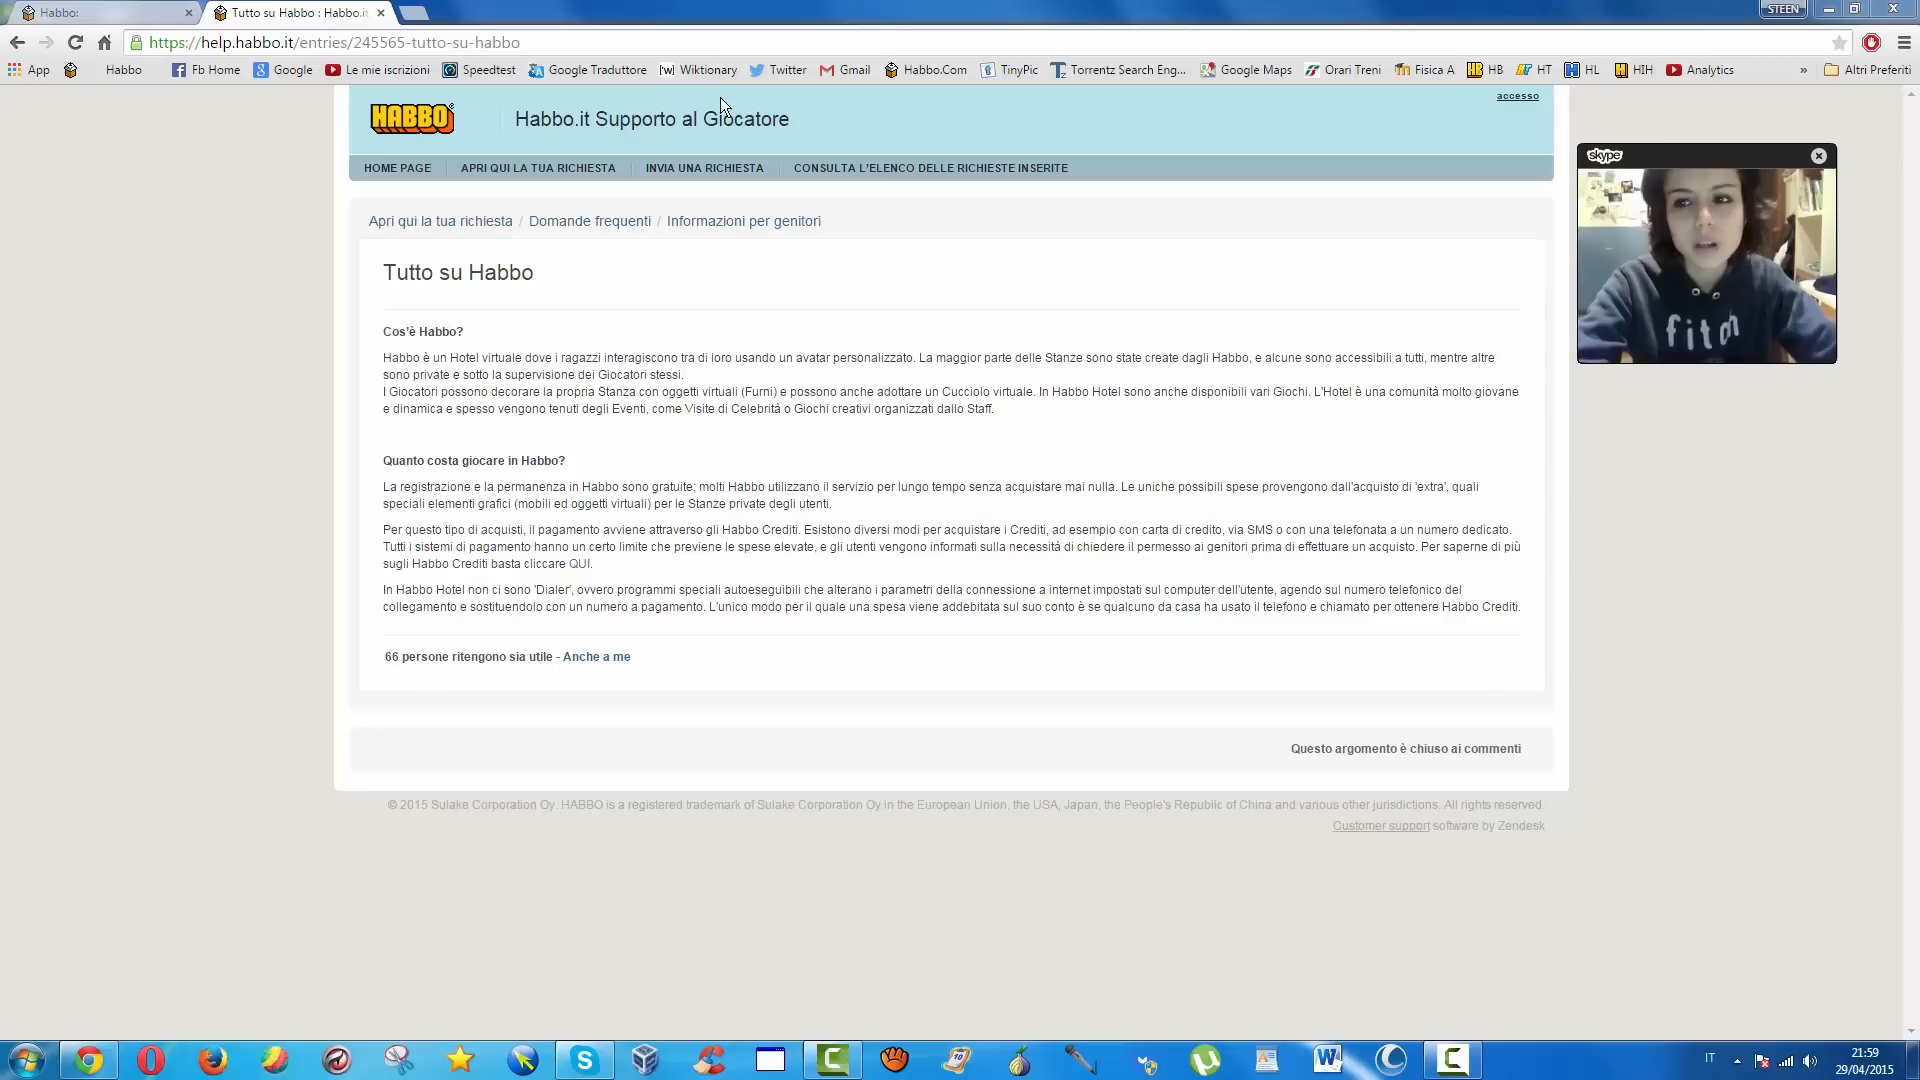 Habbo:
Tutto su Habbo : Habbo.it
STEEN
https://help.habbo.it/entries/245565-tutto-su-habbo
App Habbo Fb Home Google Le mie iscrizioni Speedtest Google Traduttore Wiktionary Twitter Gmail Habbo.Com TinyPic Torrentz Search Eng... Google Maps Orari Treni Fisica A HB HT HL HIH Analytics » Altri Preferiti
accesso
HABBO
Habbo.it Supporto al Giocatore
HOME PAGE APRI QUI LA TUA RICHIESTA INVIA UNA RICHIESTA CONSULTA L'ELENCO DELLE RICHIESTE INSERITE
skype
fitch
Apri qui la tua richiesta / Domande frequenti / Informazioni per genitori
Tutto su Habbo
Cos'è Habbo?
Habbo è un Hotel virtuale dove i ragazzi interagiscono tra di loro usando un avatar personalizzato. La maggior parte delle Stanze sono state create dagli Habbo, e alcune sono accessibili a tutti, mentre altre
sono private e sotto la supervisione dei Giocatori stessi.
I Giocatori possono decorare la propria Stanza con oggetti virtuali (Furni) e possono anche adottare un Cucciolo virtuale. In Habbo Hotel sono anche disponibili vari Giochi. L'Hotel è una comunità molto giovane
e dinamica e spesso vengono tenuti degli Eventi, come Visite di Celebrità o Giochi creativi organizzati dallo Staff.
Quanto costa giocare in Habbo?
La registrazione e la permanenza in Habbo sono gratuite; molti Habbo utilizzano il servizio per lungo tempo senza acquistare mai nulla. Le uniche possibili spese provengono dall'acquisto di 'extra', quali
speciali elementi grafici (mobili ed oggetti virtuali) per le Stanze private degli utenti.
Per questo tipo di acquisti, il pagamento avviene attraverso gli Habbo Crediti. Esistono diversi modi per acquistare i Crediti, ad esempio con carta di credito, via SMS o con una telefonata a un numero dedicato.
Tutti i sistemi di pagamento hanno un certo limite che previene le spese elevate, e gli utenti vengono informati sulla necessità di chiedere il permesso ai genitori prima di effettuare un acquisto. Per saperne di più
sugli Habbo Crediti basta cliccare QUI.
In Habbo Hotel non ci sono 'Dialer', ovvero programmi speciali autoeseguibili che alterano i parametri della connessione a internet impostati sul computer dell'utente, agendo sul numero telefonico del
collegamento e sostituendolo con un numero a pagamento. L'unico modo per il quale una spesa viene addebitata sul suo conto è se qualcuno da casa ha usato il telefono e chiamato per ottenere Habbo Crediti.
66 persone ritengono sia utile - Anche a me
Questo argomento è chiuso ai commenti
© 2015 Sulake Corporation Oy. HABBO is a registered trademark of Sulake Corporation Oy in the European Union, the USA, Japan, the People's Republic of China and various other jurisdictions. All rights reserved.
Customer support software by Zendesk
IT
21:59
29/04/2015